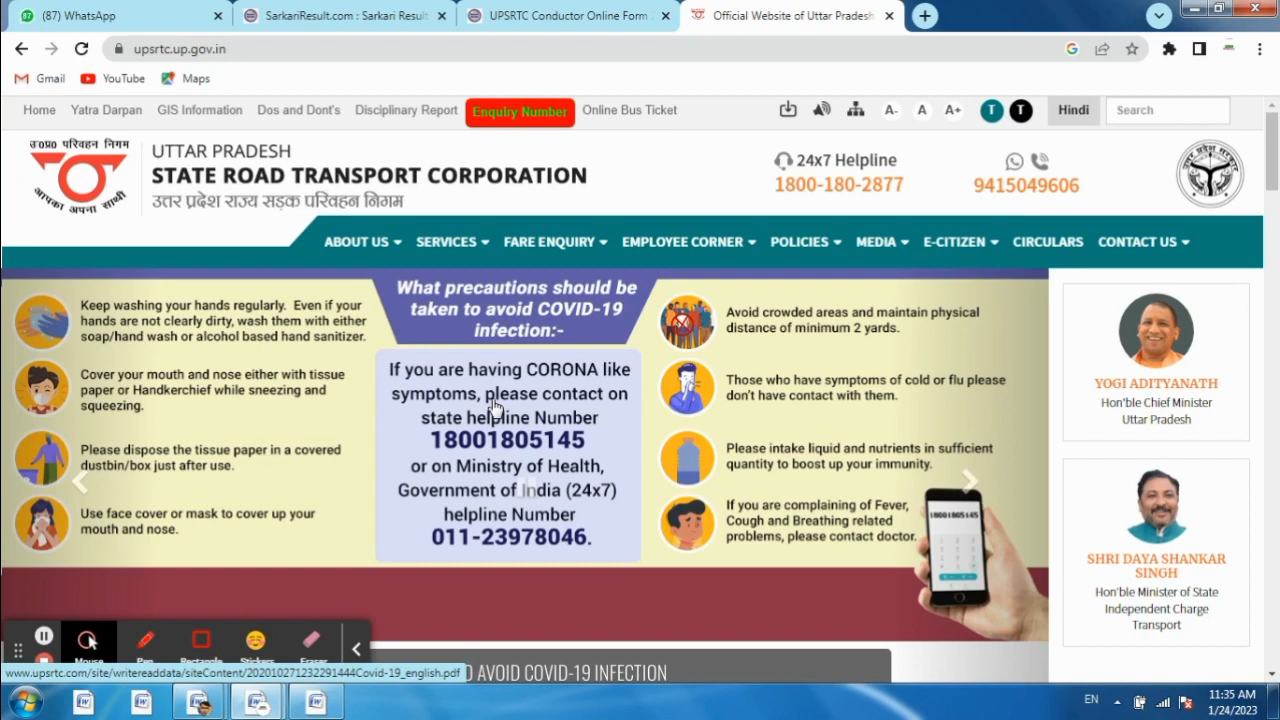 (87) WhatsApp
SarkariResult.com : Sarkari Result
UPSRTC Conductor Online Form
Official Website of Uttar Pradesh
upsrtc.up.gov.in
Gmail YouTube Maps
Home Yatra Darpan GIS Information Dos and Dont's Disciplinary Report Enquiry Number Online Bus Ticket A- A A+ T T Hindi Search
उ०प्र० परिवहन निगम
आपका अपना साथी
UTTAR PRADESH
STATE ROAD TRANSPORT CORPORATION
उत्तर प्रदेश राज्य सड़क परिवहन निगम
24x7 Helpline
1800-180-2877
9415049606
ABOUT US SERVICES FARE ENQUIRY EMPLOYEE CORNER POLICIES MEDIA E-CITIZEN CIRCULARS CONTACT US
Keep washing your hands regularly. Even if your
hands are not clearly dirty, wash them with either
soap/hand wash or alcohol based hand sanitizer.
Cover your mouth and nose either with tissue
paper or Handkerchief while sneezing and
squeezing.
Please dispose the tissue paper in a covered
dustbin/box just after use.
Use face cover or mask to cover up your
mouth and nose.
What precautions should be
taken to avoid COVID-19
infection:-
If you are having CORONA like
symptoms, please contact on
state helpline Number
18001805145
or on Ministry of Health,
Government of India (24x7)
helpline Number
011-23978046.
Avoid crowded areas and maintain physical
distance of minimum 2 yards.
Those who have symptoms of cold or flu please
don't have contact with them.
Please intake liquid and nutrients in sufficient
quantity to boost up your immunity.
If you are complaining of Fever,
Cough and Breathing related
problems, please contact doctor.
18001805145
YOGI ADITYANATH
Hon'ble Chief Minister
Uttar Pradesh
SHRI DAYA SHANKAR
SINGH
Hon'ble Minister of State
Independent Charge
Transport
Mouse Pen Rectangle Stickers Eraser
www.upsrtc.com/site/writereaddata/siteContent/202010271232291444Covid-19_english.pdf
O AVOID COVID-19 INFECTION
EN
11:35 AM
1/24/2023